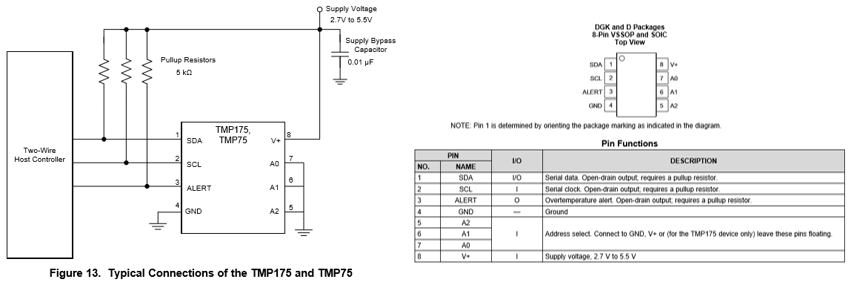 Supply Voltage
2.7V to 5.5V
Supply Bypass
Capacitor
0.01 µF
Pullup Resistors
5 kΩ
Two-Wire
Host Controller
TMP175,
TMP75
1 SDA
2 SCL
3 ALERT
4 GND
V+ 8
A0 7
A1 6
A2 5
Figure 13. Typical Connections of the TMP175 and TMP75
DGK and D Packages
8-Pin VSSOP and SOIC
Top View
SDA 1 8 V+
SCL 2 7 A0
ALERT 3 6 A1
GND 4 5 A2
NOTE: Pin 1 is determined by orienting the package marking as indicated in the diagram.
Pin Functions
PIN I/O DESCRIPTION
NO. NAME
1 SDA I/O Serial data. Open-drain output; requires a pullup resistor.
2 SCL I Serial clock. Open-drain output; requires a pullup resistor.
3 ALERT O Overtemperature alert. Open-drain output; requires a pullup resistor.
4 GND — Ground
5 A2
6 A1 I Address select. Connect to GND, V+ or (for the TMP175 device only) leave these pins floating.
7 A0
8 V+ I Supply voltage, 2.7 V to 5.5 V